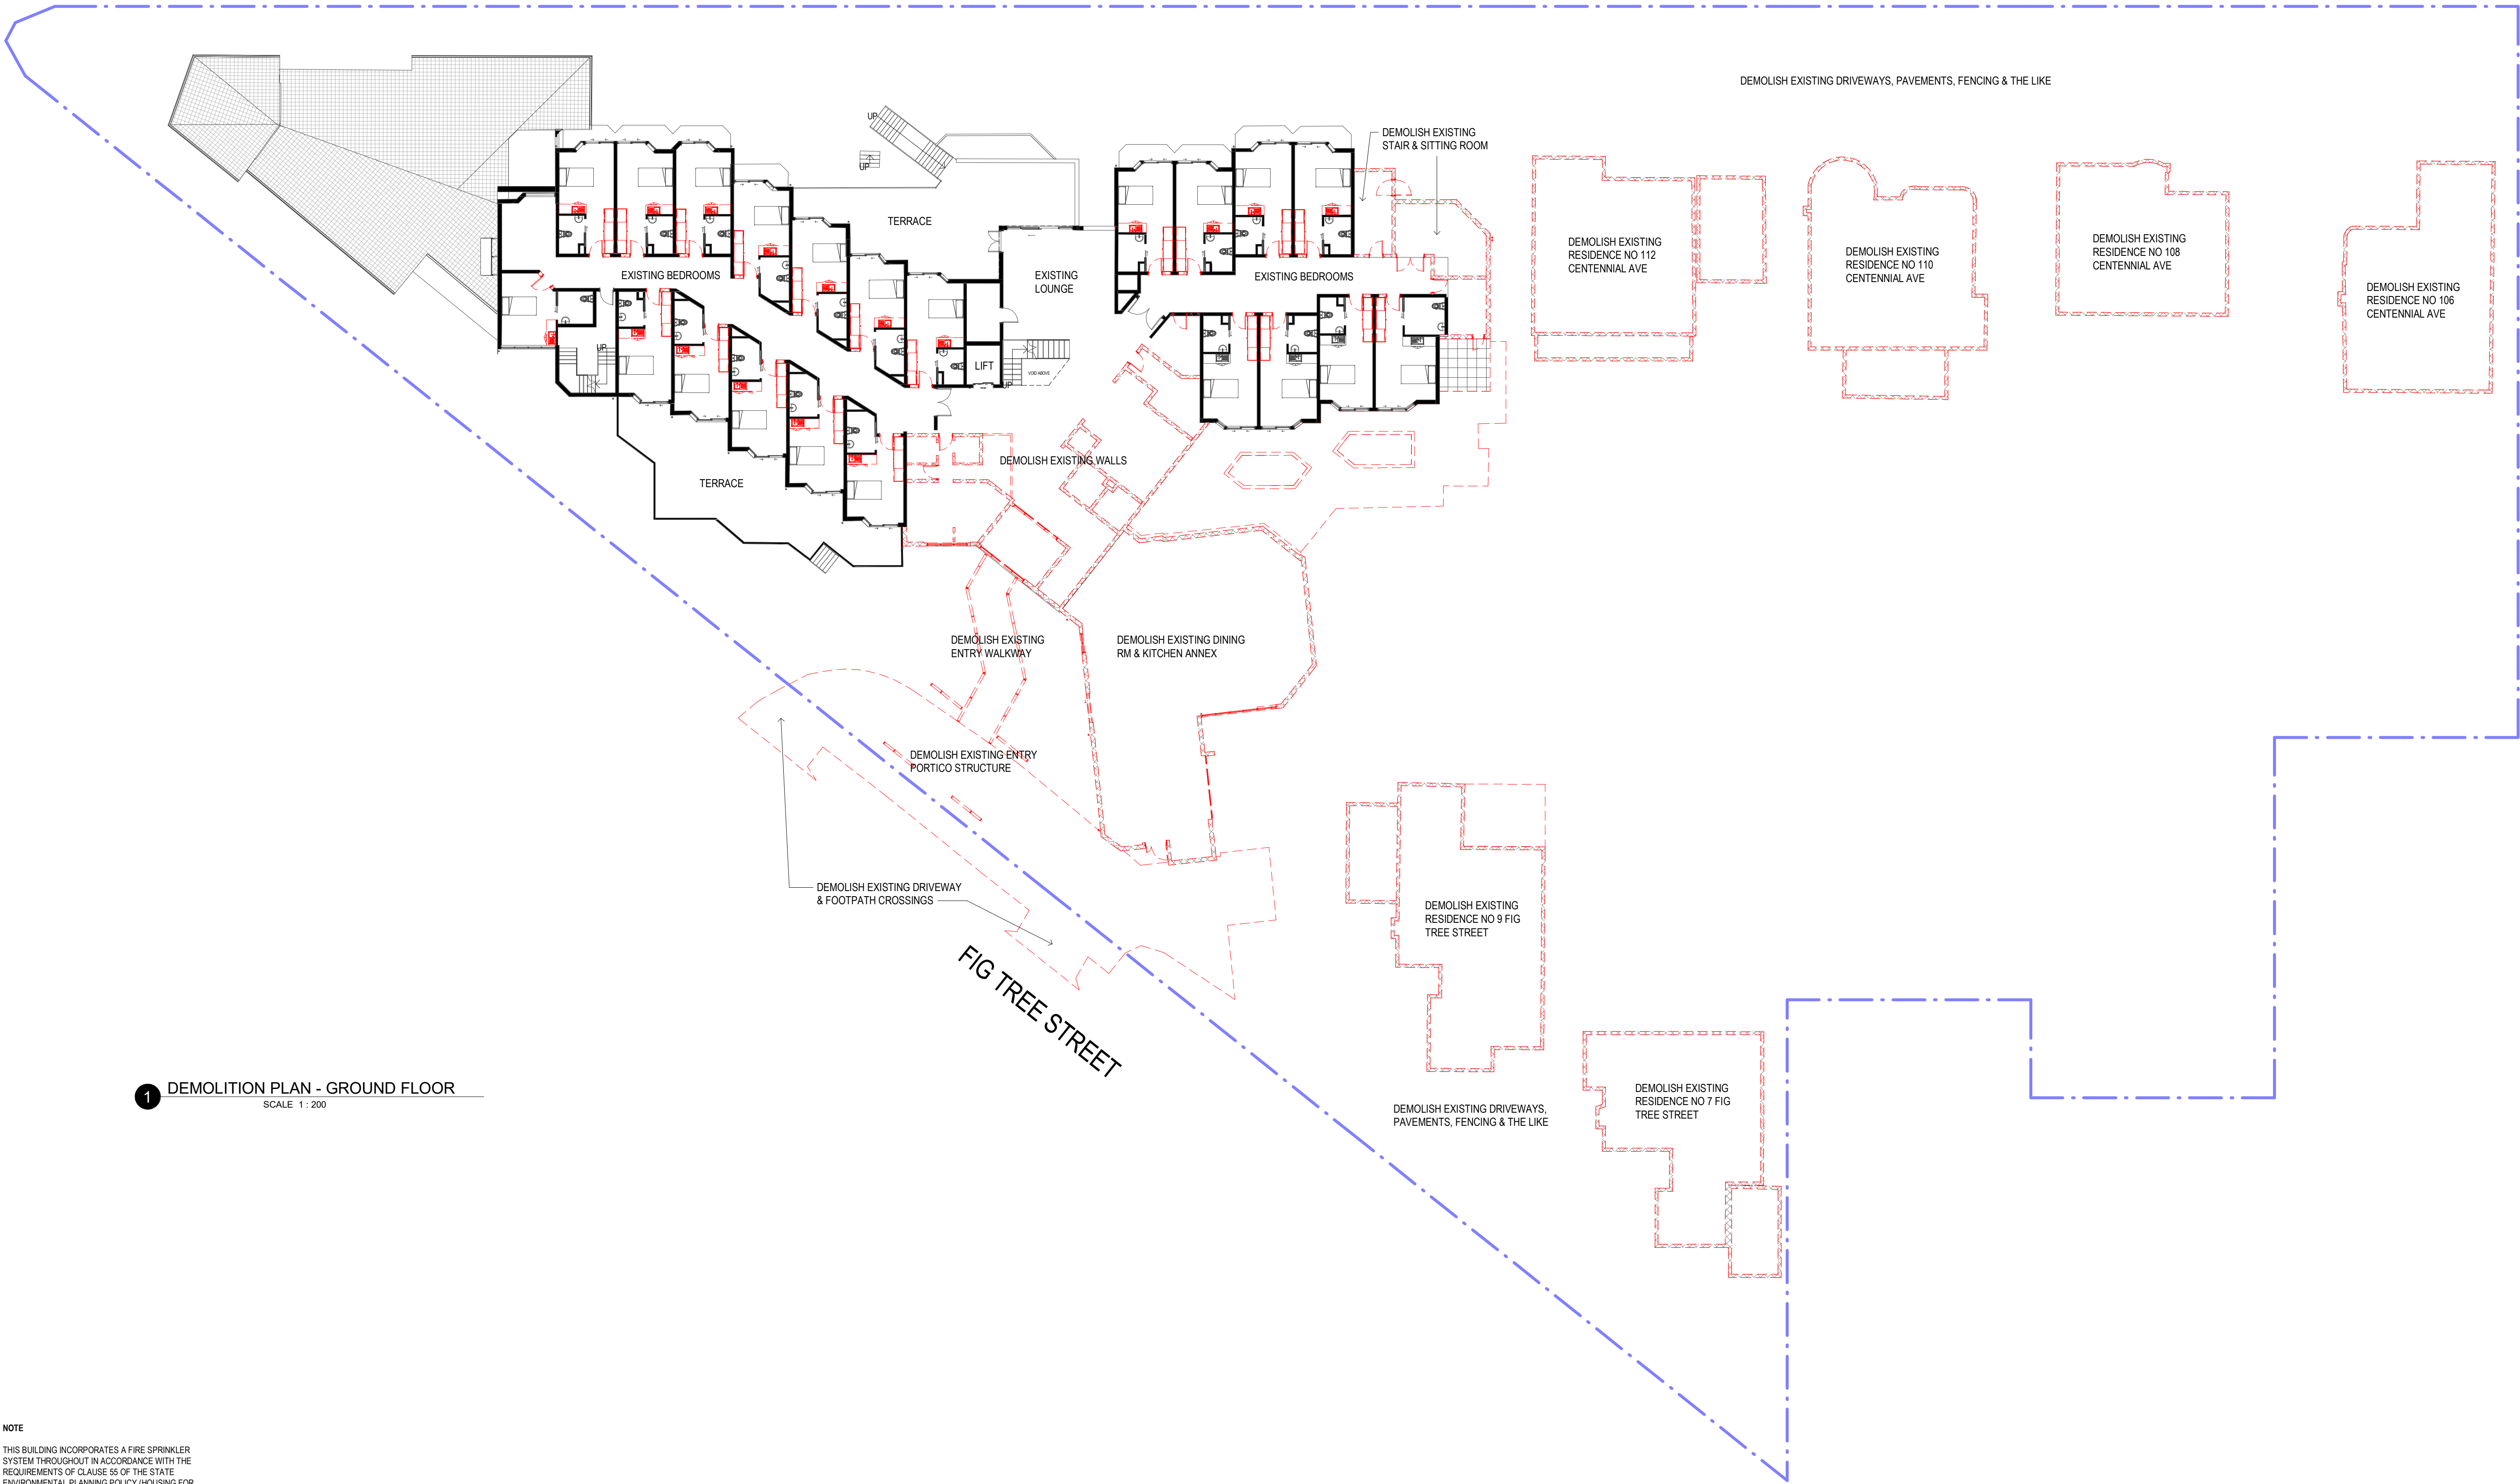 DEMOLISH EXISTING DRIVEWAYS, PAVEMENTS, FENCING & THE LIKE
UP
UP
DEMOLISH EXISTING
STAIR & SITTING ROOM
TERRACE
EXISTING BEDROOMS
EXISTING
LOUNGE
EXISTING BEDROOMS
DEMOLISH EXISTING
RESIDENCE NO 112
CENTENNIAL AVE
DEMOLISH EXISTING
RESIDENCE NO 110
CENTENNIAL AVE
DEMOLISH EXISTING
RESIDENCE NO 108
CENTENNIAL AVE
DEMOLISH EXISTING
RESIDENCE NO 106
CENTENNIAL AVE
UP
LIFT
VOID ABOVE
UP
DEMOLISH EXISTING WALLS
TERRACE
DEMOLISH EXISTING
ENTRY WALKWAY
DEMOLISH EXISTING DINING
RM & KITCHEN ANNEX
DEMOLISH EXISTING ENTRY
PORTICO STRUCTURE
DEMOLISH EXISTING DRIVEWAY
& FOOTPATH CROSSINGS
DEMOLISH EXISTING
RESIDENCE NO 9 FIG
TREE STREET
FIG TREE STREET
DEMOLISH EXISTING
RESIDENCE NO 7 FIG
TREE STREET
DEMOLISH EXISTING DRIVEWAYS,
PAVEMENTS, FENCING & THE LIKE
1 DEMOLITION PLAN - GROUND FLOOR
SCALE 1 : 200
NOTE
THIS BUILDING INCORPORATES A FIRE SPRINKLER
SYSTEM THROUGHOUT IN ACCORDANCE WITH THE
REQUIREMENTS OF CLAUSE 55 OF THE STATE
ENVIRONMENTAL PLANNING POLICY (HOUSING FOR